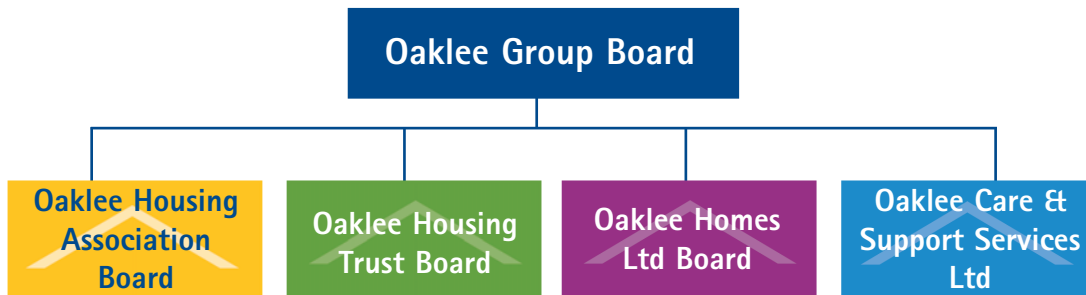 Oaklee Group Board
Oaklee Housing
Association
Board
Oaklee Housing
Trust Board
Oaklee Homes
Ltd Board
Oaklee Care &
Support Services
Ltd